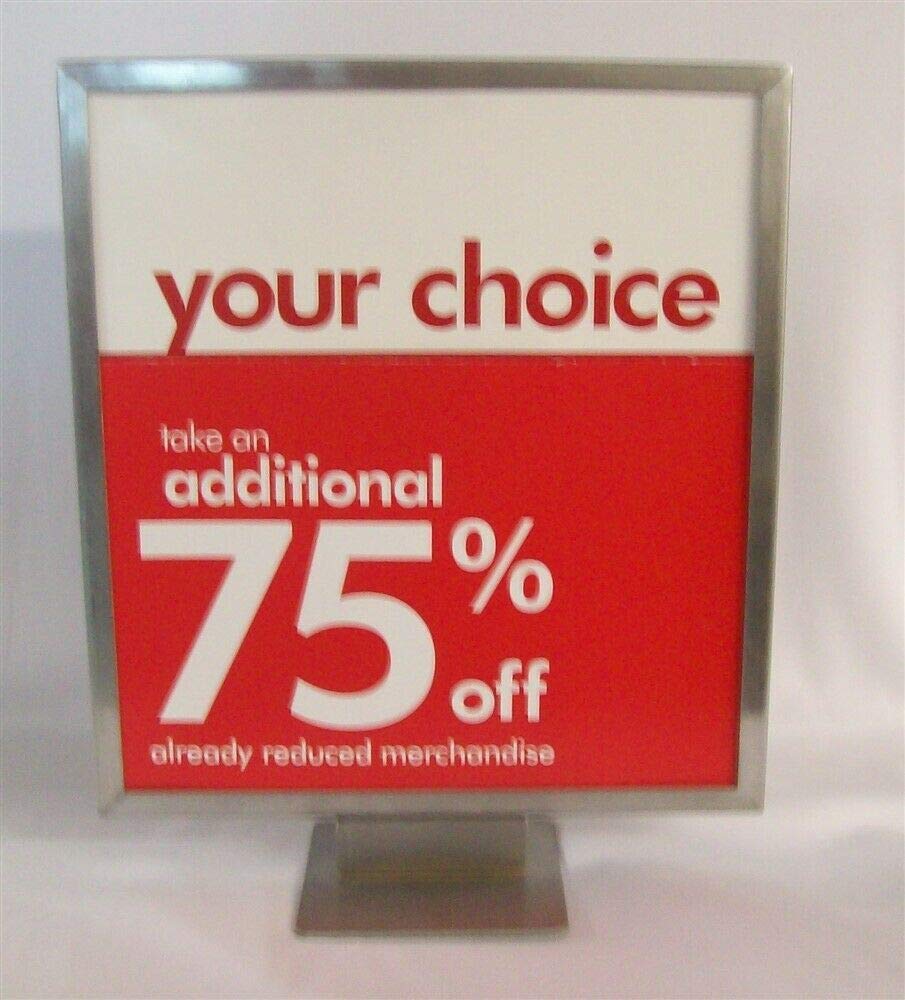 your choice
take an
additional
75% off
already reduced merchandise